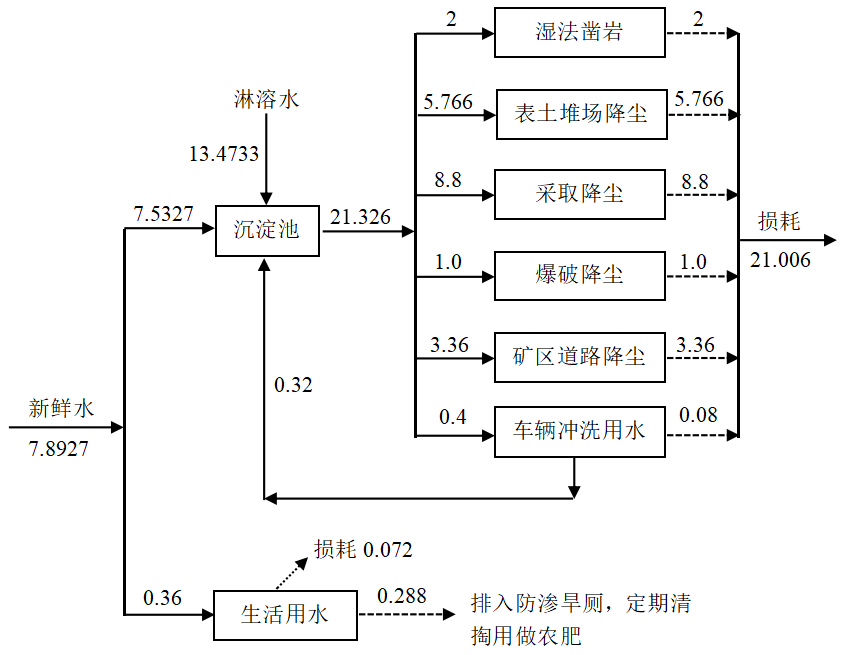 2
湿法凿岩
2
淋溶水
5.766
表土堆场降尘
5.766
13.4733
8.8
采取降尘
8.8
7.5327
沉淀池
21.326
损耗
21.006
1.0
爆破降尘
1.0
3.36
矿区道路降尘
3.36
0.32
新鲜水
7.8927
0.4
车辆冲洗用水
0.08
损耗 0.072
0.36
生活用水
0.288
排入防渗旱厕，定期清
掏用做农肥